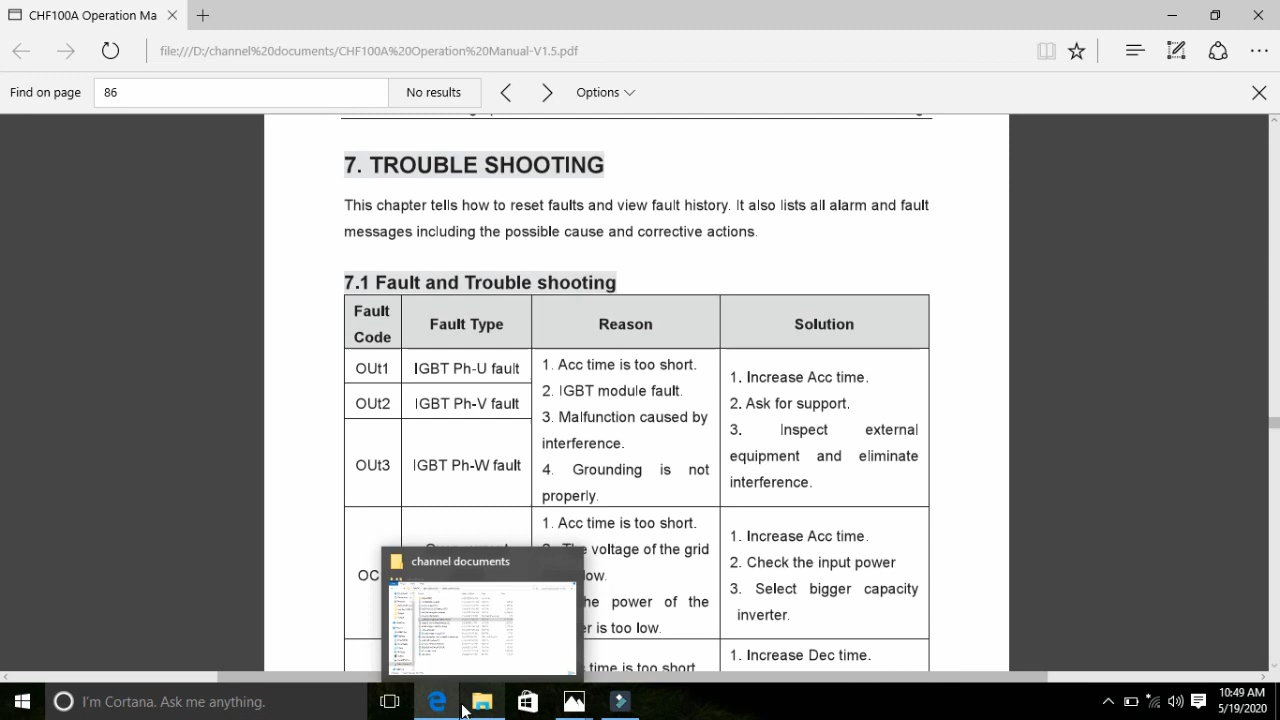 CHF100A Operation Ma
file:///D:/channel%20documents/CHF100A%20Operation%20Manual-V1.5.pdf
Find on page
86
No results
Options
7. TROUBLE SHOOTING
This chapter tells how to reset faults and view fault history. It also lists all alarm and fault
messages including the possible cause and corrective actions.
7.1 Fault and Trouble shooting
Fault
Code
Fault Type
Reason
Solution
OUt1
IGBT Ph-U fault
OUt2
IGBT Ph-V fault
OUt3
IGBT Ph-W fault
1. Acc time is too short.
2. IGBT module fault.
3. Malfunction caused by
interference.
4. Grounding is not
properly.
1. Increase Acc time.
2. Ask for support.
3. Inspect external
equipment and eliminate
interference.
OC
1. Acc time is too short.
voltage of the grid
low.
power of the
is too low.
1. Increase Acc time.
2. Check the input power
3. Select bigger capacity
inverter.
time is too short
1. Increase Dec time.
channel documents
I'm Cortana. Ask me anything.
10:49 AM
5/19/2020